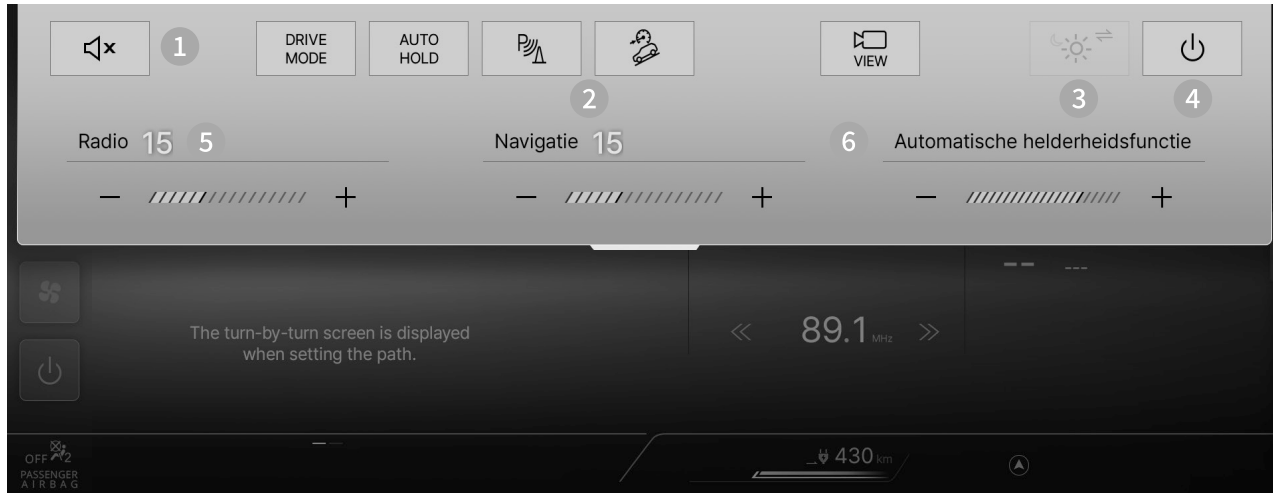 1
DRIVE
MODE
AUTO
HOLD
P
VIEW
2
3
4
Radio 15 5
Navigatie 15
6 Automatische helderheidsfunctie
-- ---
The turn-by-turn screen is displayed
when setting the path.
89.1 MHz
OFF 2
PASSENGER
AIRBAG
430 km